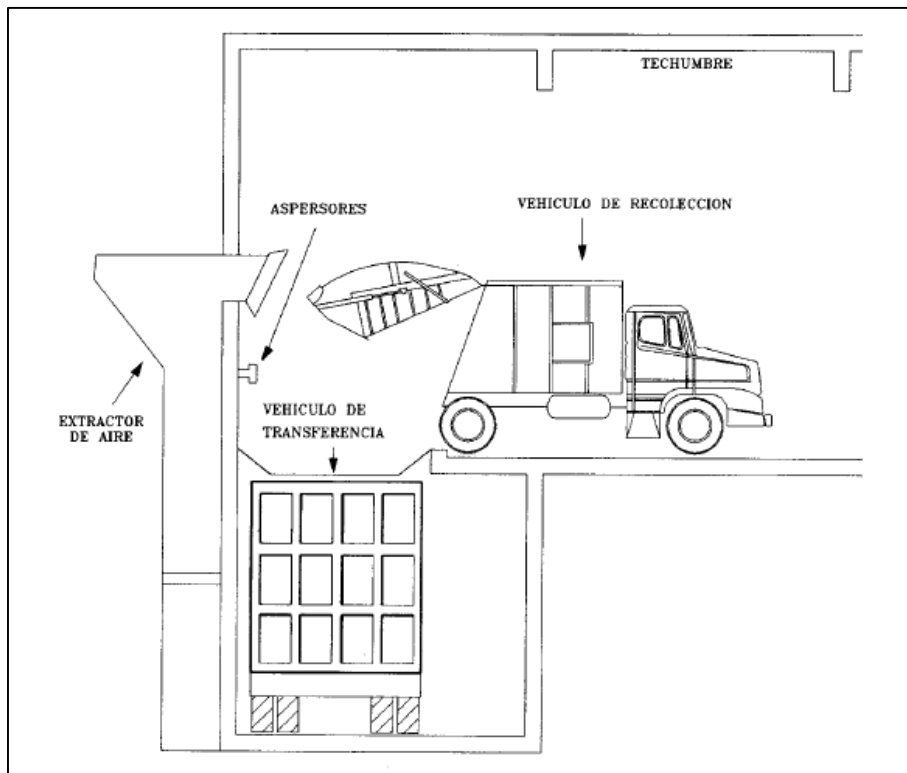 TECHUMBRE
ASPERSORES
VEHICULO DE RECOLECCION
EXTRACTOR
DE AIRE
VEHICULO DE
TRANSFERENCIA